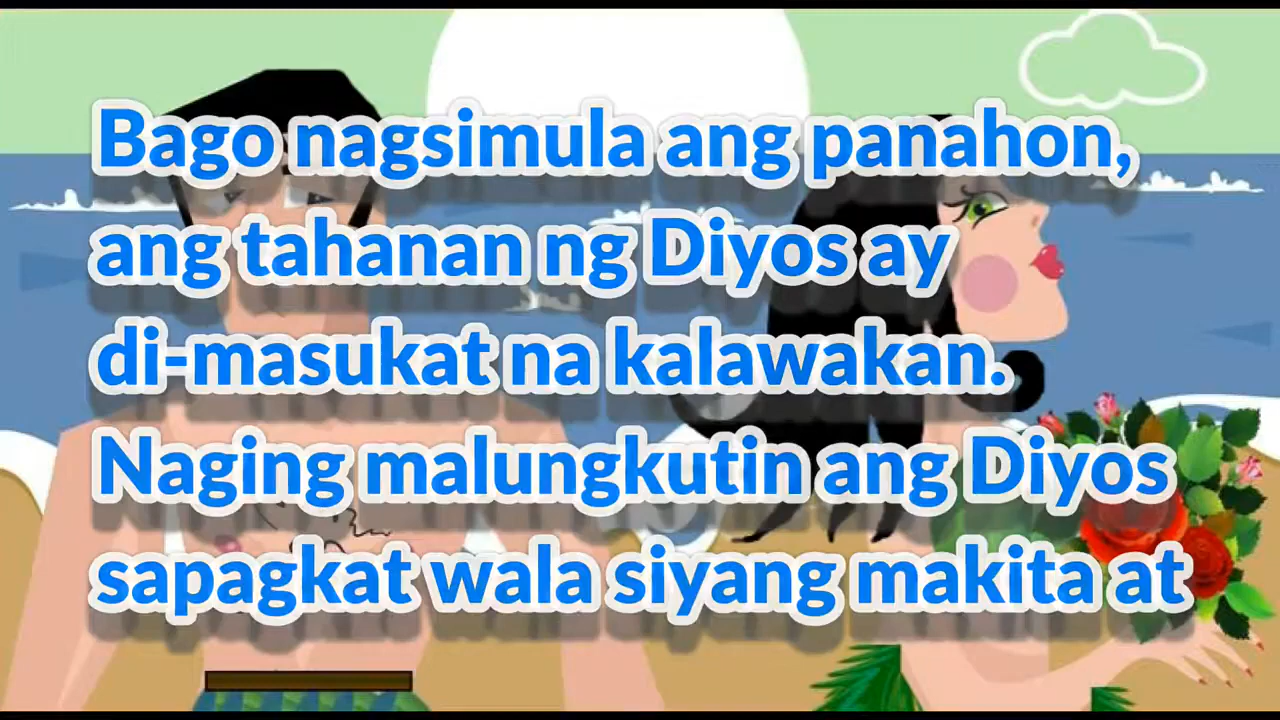 Bago nagsimula ang panahon,
ang tahanan ng Diyos ay
di-masukat na kalawakan.
Naging malungkutin ang Diyos
sapagkat wala siyang makita at